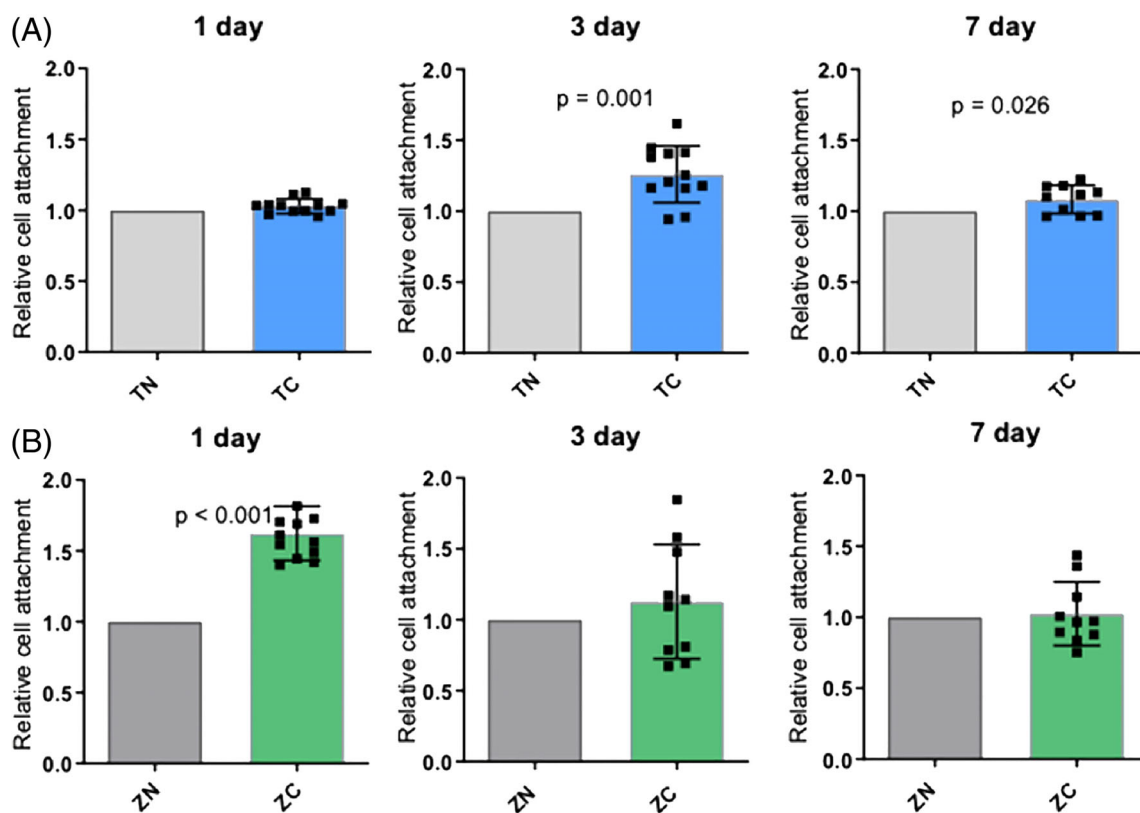 (A)
1 day
3 day
7 day
Relative cell attachment
2.0
1.5
1.0
0.5
0.0
TN
TC
Relative cell attachment
2.0
1.5
1.0
0.5
0.0
p = 0.001
TN
TC
Relative cell attachment
2.0
1.5
1.0
0.5
0.0
p = 0.026
TN
TC
(B)
1 day
3 day
7 day
Relative cell attachment
2.0
1.5
1.0
0.5
0.0
p < 0.001
ZN
ZC
Relative cell attachment
2.0
1.5
1.0
0.5
0.0
ZN
ZC
Relative cell attachment
2.0
1.5
1.0
0.5
0.0
ZN
ZC